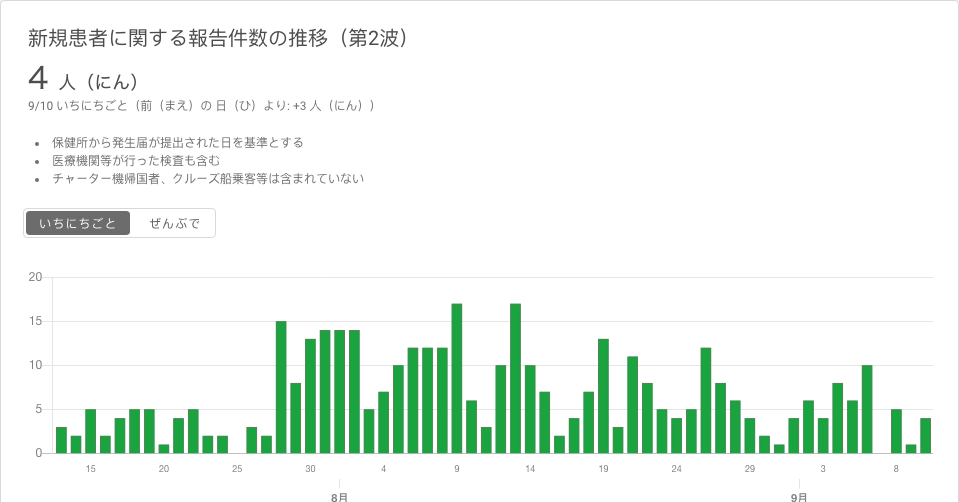 新規患者に関する報告件数の推移（第2波）
4 人（にん）
9/10 いちにちごと（前（まえ）の 日（ひ）より: +3 人（にん））
保健所から発生届が提出された日を基準とする
医療機関等が行った検査も含む
チャーター機帰国者、クルーズ船乗客等は含まれていない
いちにちごと ぜんぶで
20
15
10
5
0
15 20 25 30 4 9 14 19 24 29 3 8
8月 9月